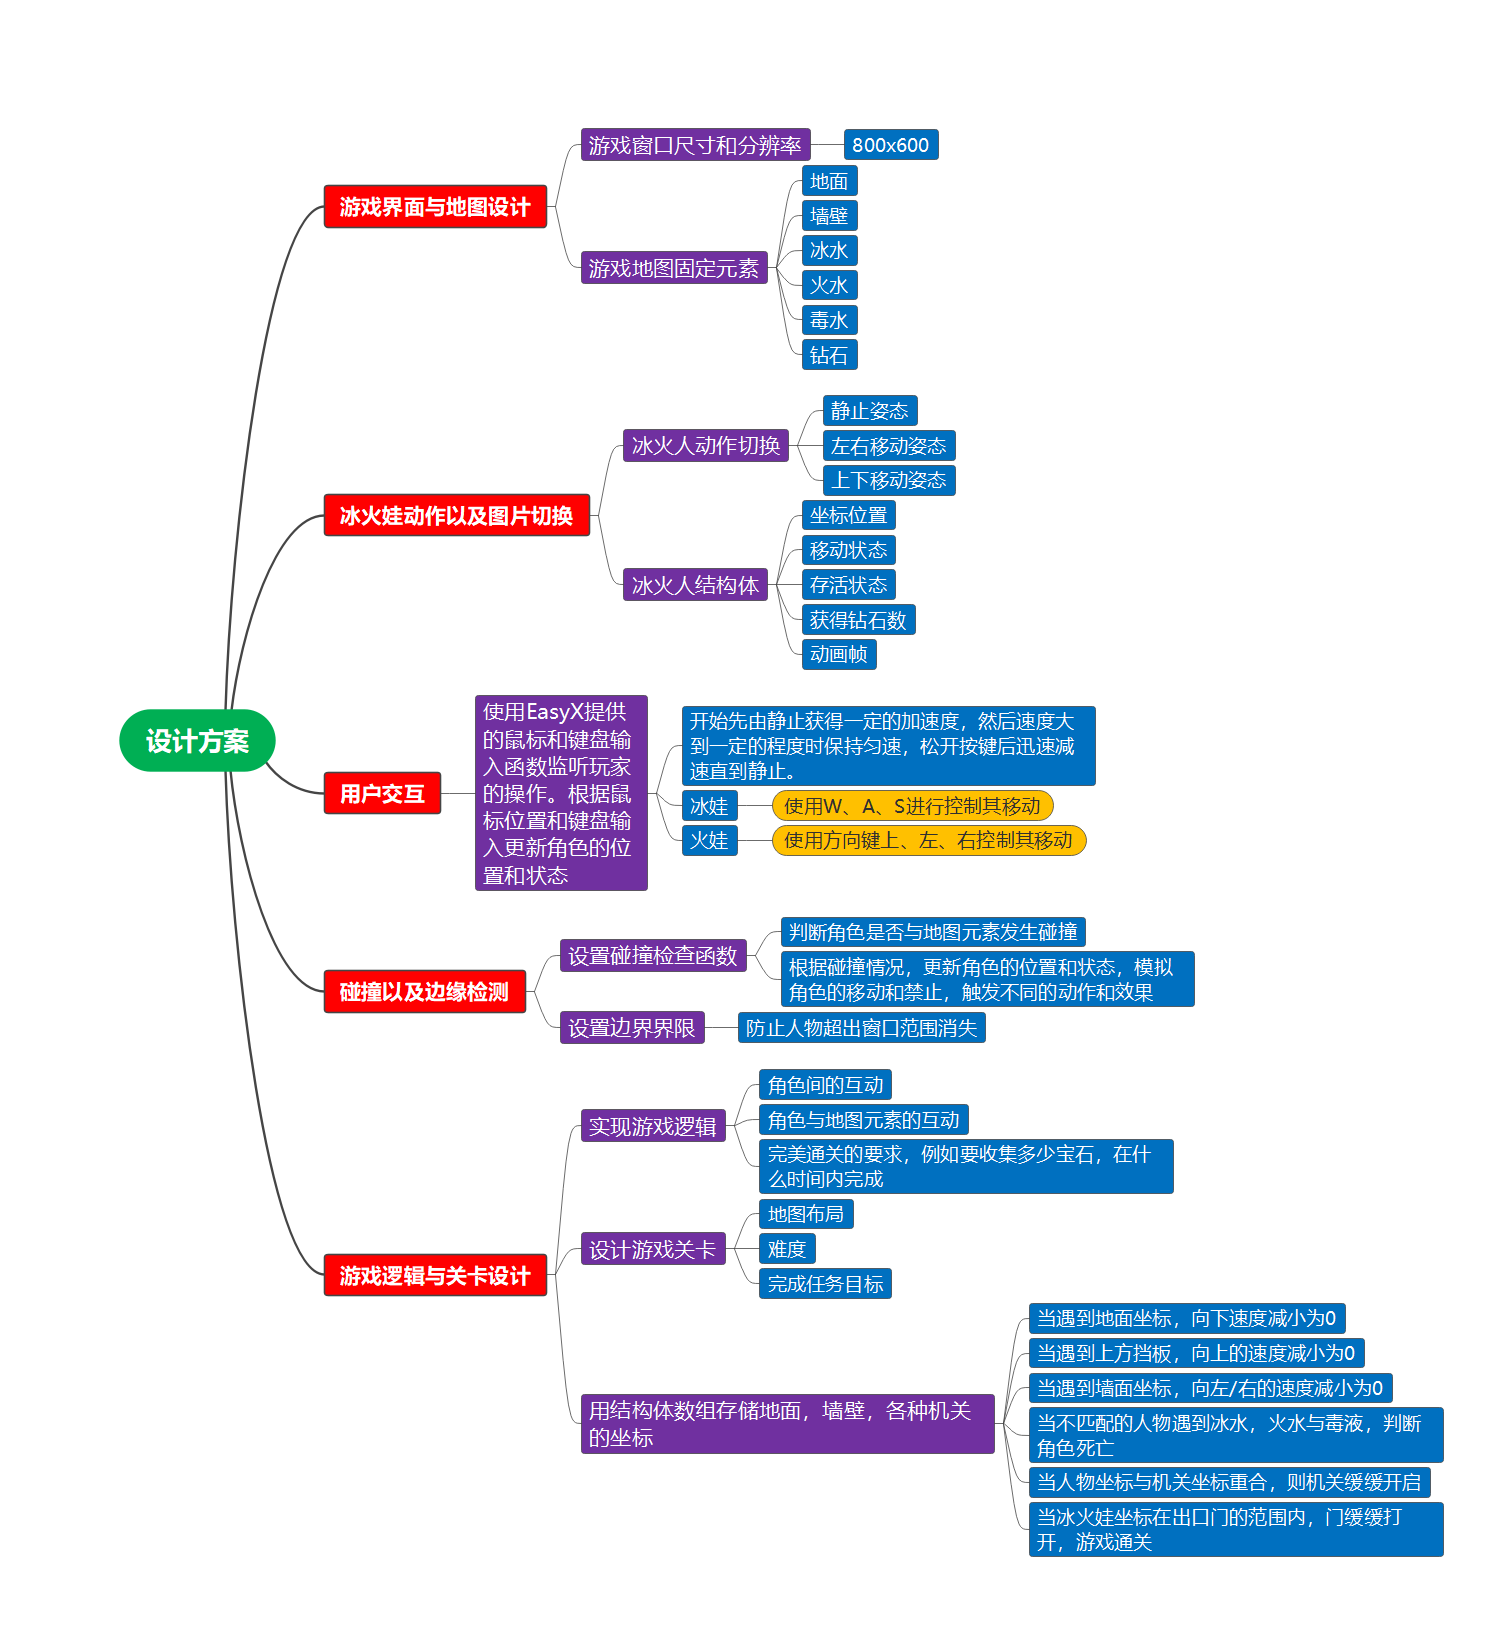 设计方案
游戏界面与地图设计
游戏窗口尺寸和分辨率
800x600
游戏地图固定元素
地面
墙壁
冰水
火水
毒水
钻石
冰火娃动作以及图片切换
冰火人动作切换
静止姿态
左右移动姿态
上下移动姿态
冰火人结构体
坐标位置
移动状态
存活状态
获得钻石数
动画帧
用户交互
使用EasyX提供
的鼠标和键盘输
入函数监听玩家
的操作。根据鼠
标位置和键盘输
入更新角色的位
置和状态
开始先由静止获得一定的加速度，然后速度大
到一定的程度时保持匀速，松开按键后迅速减
速直到静止。
冰娃
使用W、A、S进行控制其移动
火娃
使用方向键上、左、右控制其移动
碰撞以及边缘检测
设置碰撞检查函数
判断角色是否与地图元素发生碰撞
根据碰撞情况，更新角色的位置和状态，模拟
角色的移动和禁止，触发不同的动作和效果
设置边界界限
防止人物超出窗口范围消失
游戏逻辑与关卡设计
实现游戏逻辑
角色间的互动
角色与地图元素的互动
完美通关的要求，例如要收集多少宝石，在什
么时间内完成
设计游戏关卡
地图布局
难度
完成任务目标
用结构体数组存储地面，墙壁，各种机关
的坐标
当遇到地面坐标，向下速度减小为0
当遇到上方挡板，向上的速度减小为0
当遇到墙面坐标，向左/右的速度减小为0
当不匹配的人物遇到冰水，火水与毒液，判断
角色死亡
当人物坐标与机关坐标重合，则机关缓缓开启
当冰火娃坐标在出口门的范围内，门缓缓打
开，游戏通关